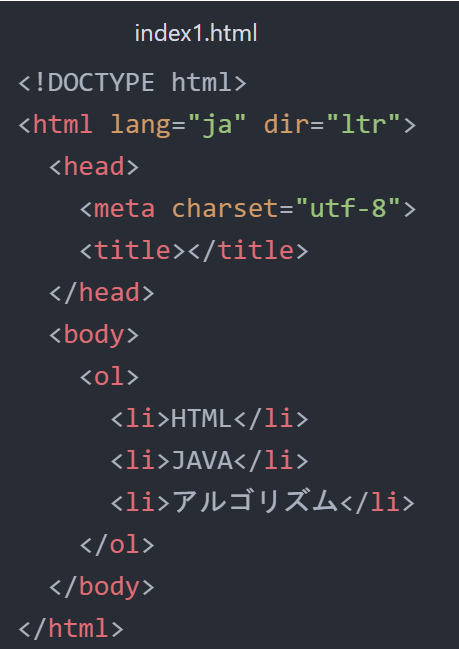 index1.html
<!DOCTYPE html>
<html lang="ja" dir="ltr">
<head>
<meta charset="utf-8">
<title></title>
</head>
<body>
<ol>
<li>HTML</li>
<li>JAVA</li>
<li>アルゴリズム</li>
</ol>
</body>
</html>